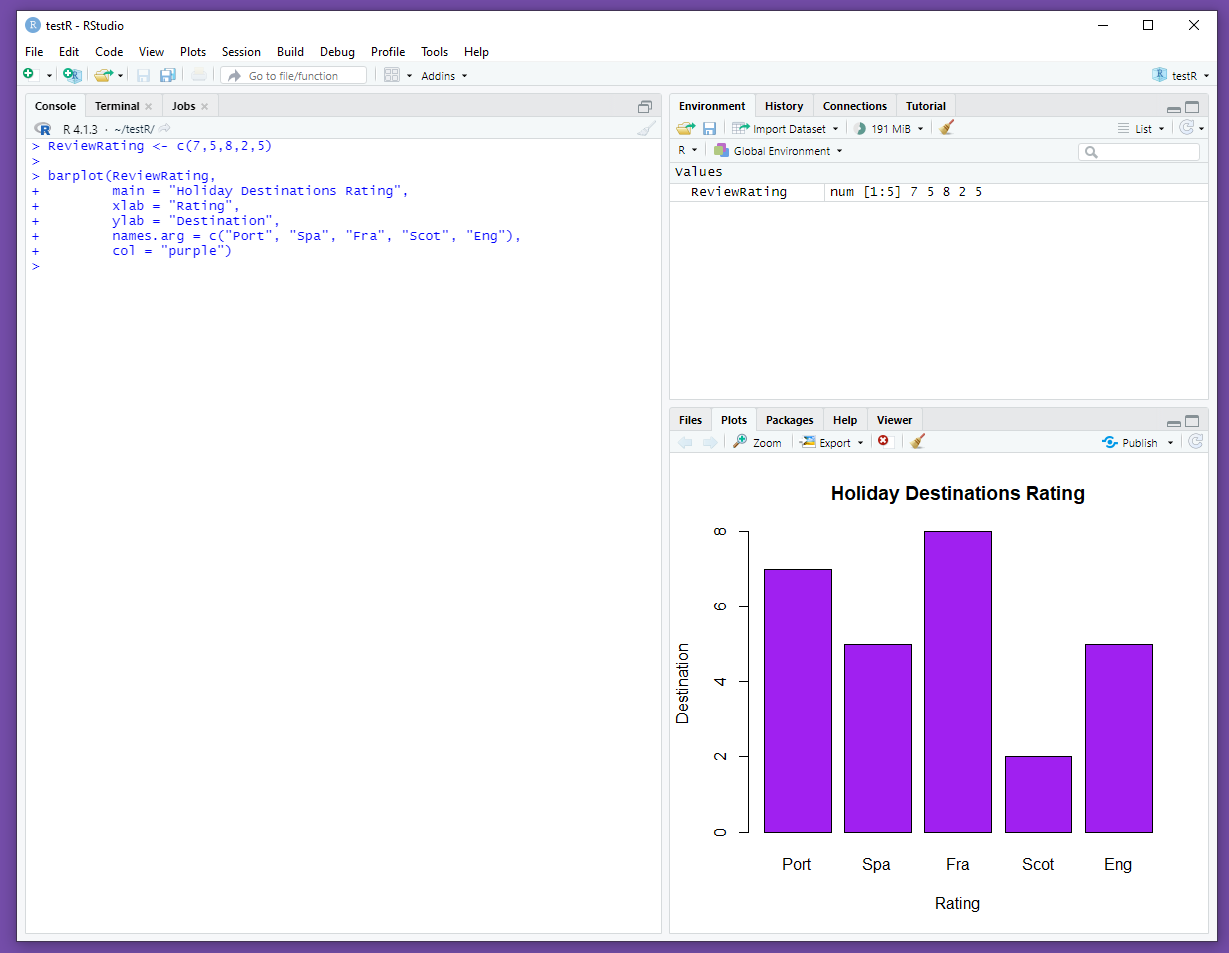 testR - RStudio
File Edit Code View Plots Session Build Debug Profile Tools Help
Go to file/function Addins testR
Console Terminal Jobs
R 4.1.3 · ~/testR/
> ReviewRating <- c(7,5,8,2,5)
>
> barplot(ReviewRating,
+         main = "Holiday Destinations Rating",
+         xlab = "Rating",
+         ylab = "Destination",
+         names.arg = c("Port", "Spa", "Fra", "Scot", "Eng"),
+         col = "purple")
>
Environment History Connections Tutorial
Import Dataset 191 MiB List
R Global Environment
Values
ReviewRating num [1:5] 7 5 8 2 5
Files Plots Packages Help Viewer
Zoom Export Publish
Holiday Destinations Rating
8
6
4
2
0
Destination
Port Spa Fra Scot Eng
Rating